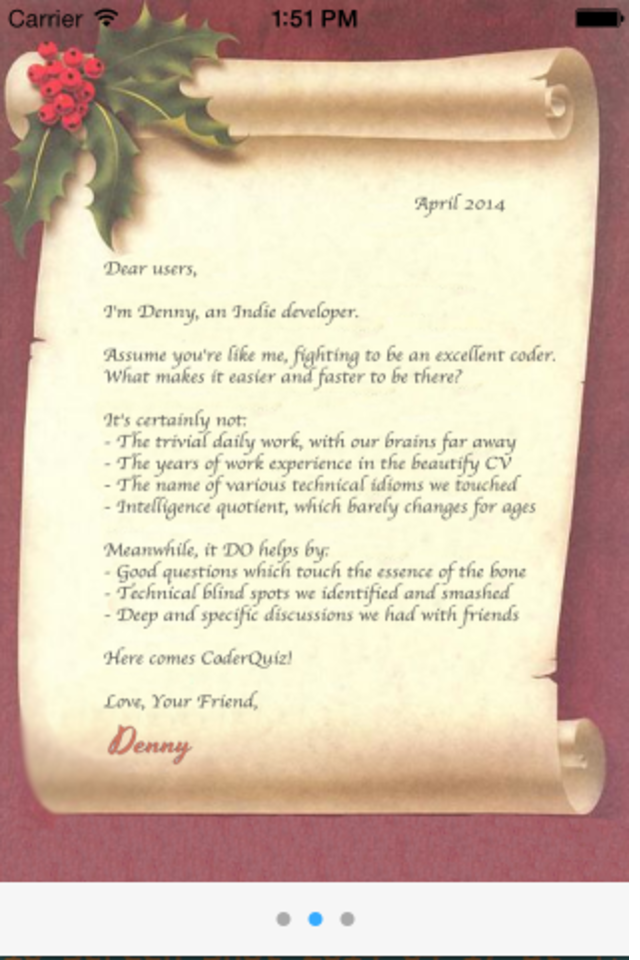 Carrier 1:51 PM
April 2014
Dear users,
I'm Denny, an Indie developer.
Assume you're like me, fighting to be an excellent coder.
What makes it easier and faster to be there?
It's certainly not:
- The trivial daily work, with our brains far away
- The years of work experience in the beautify CV
- The name of various technical idioms we touched
- Intelligence quotient, which barely changes for ages
Meanwhile, it DO helps by:
- Good questions which touch the essence of the bone
- Technical blind spots we identified and smashed
- Deep and specific discussions we had with friends
Here comes CoderQuiz!
Love, Your Friend,
Denny